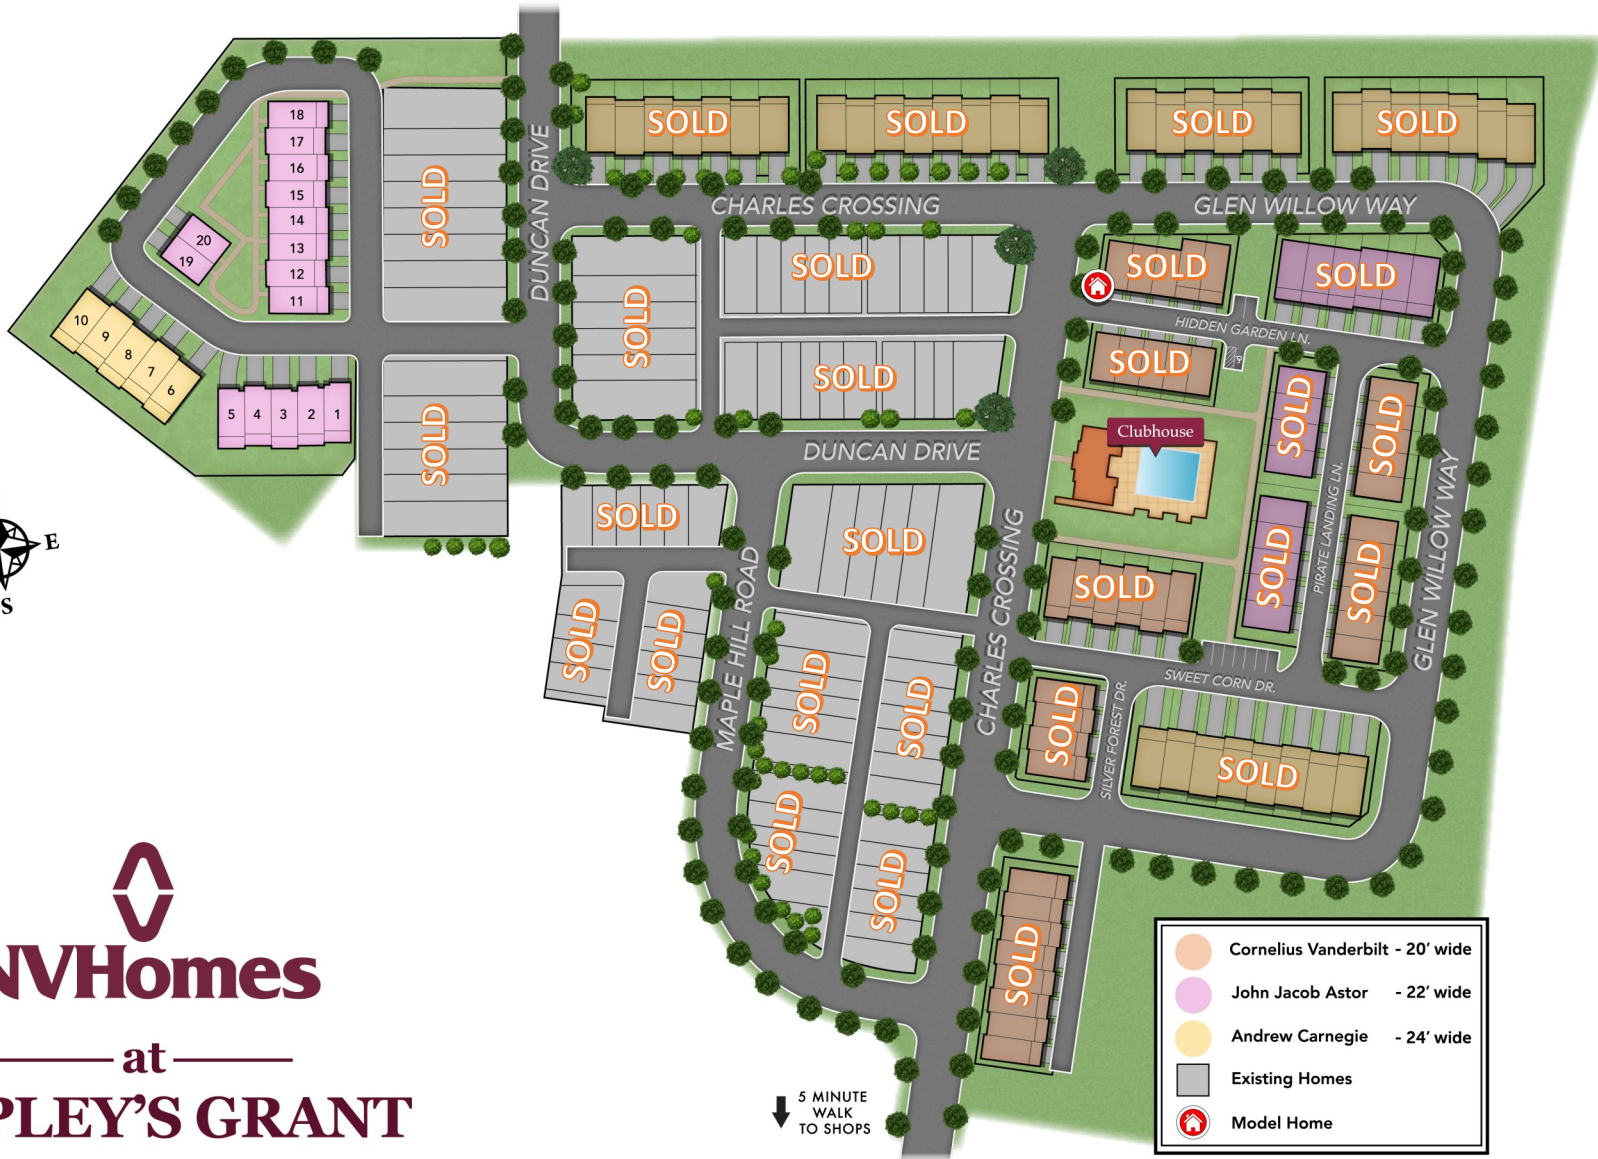 SOLD
SOLD
SOLD
SOLD
CHARLES CROSSING
GLEN WILLOW WAY
DUNCAN DRIVE
18
17
16
15
14
13
12
11
20
19
10
9
8
7
6
5
4
3
2
1
SOLD
SOLD
SOLD
SOLD
SOLD
SOLD
SOLD
HIDDEN GARDEN LN.
SOLD
Clubhouse
SOLD
SOLD
SOLD
SOLD
PIRATE LANDING LN.
GLEN WILLOW WAY
DUNCAN DRIVE
SOLD
SOLD
SOLD
SOLD
SOLD
MAPLE HILL ROAD
CHARLES CROSSING
SOLD
SOLD
SOLD
SOLD
SWEET CORN DR.
SILVER FOREST DR.
SOLD
SOLD
SOLD
SOLD
E
S
NVHomes
at
PLEY'S GRANT
5 MINUTE
WALK
TO SHOPS
Cornelius Vanderbilt - 20' wide
John Jacob Astor - 22' wide
Andrew Carnegie - 24' wide
Existing Homes
Model Home